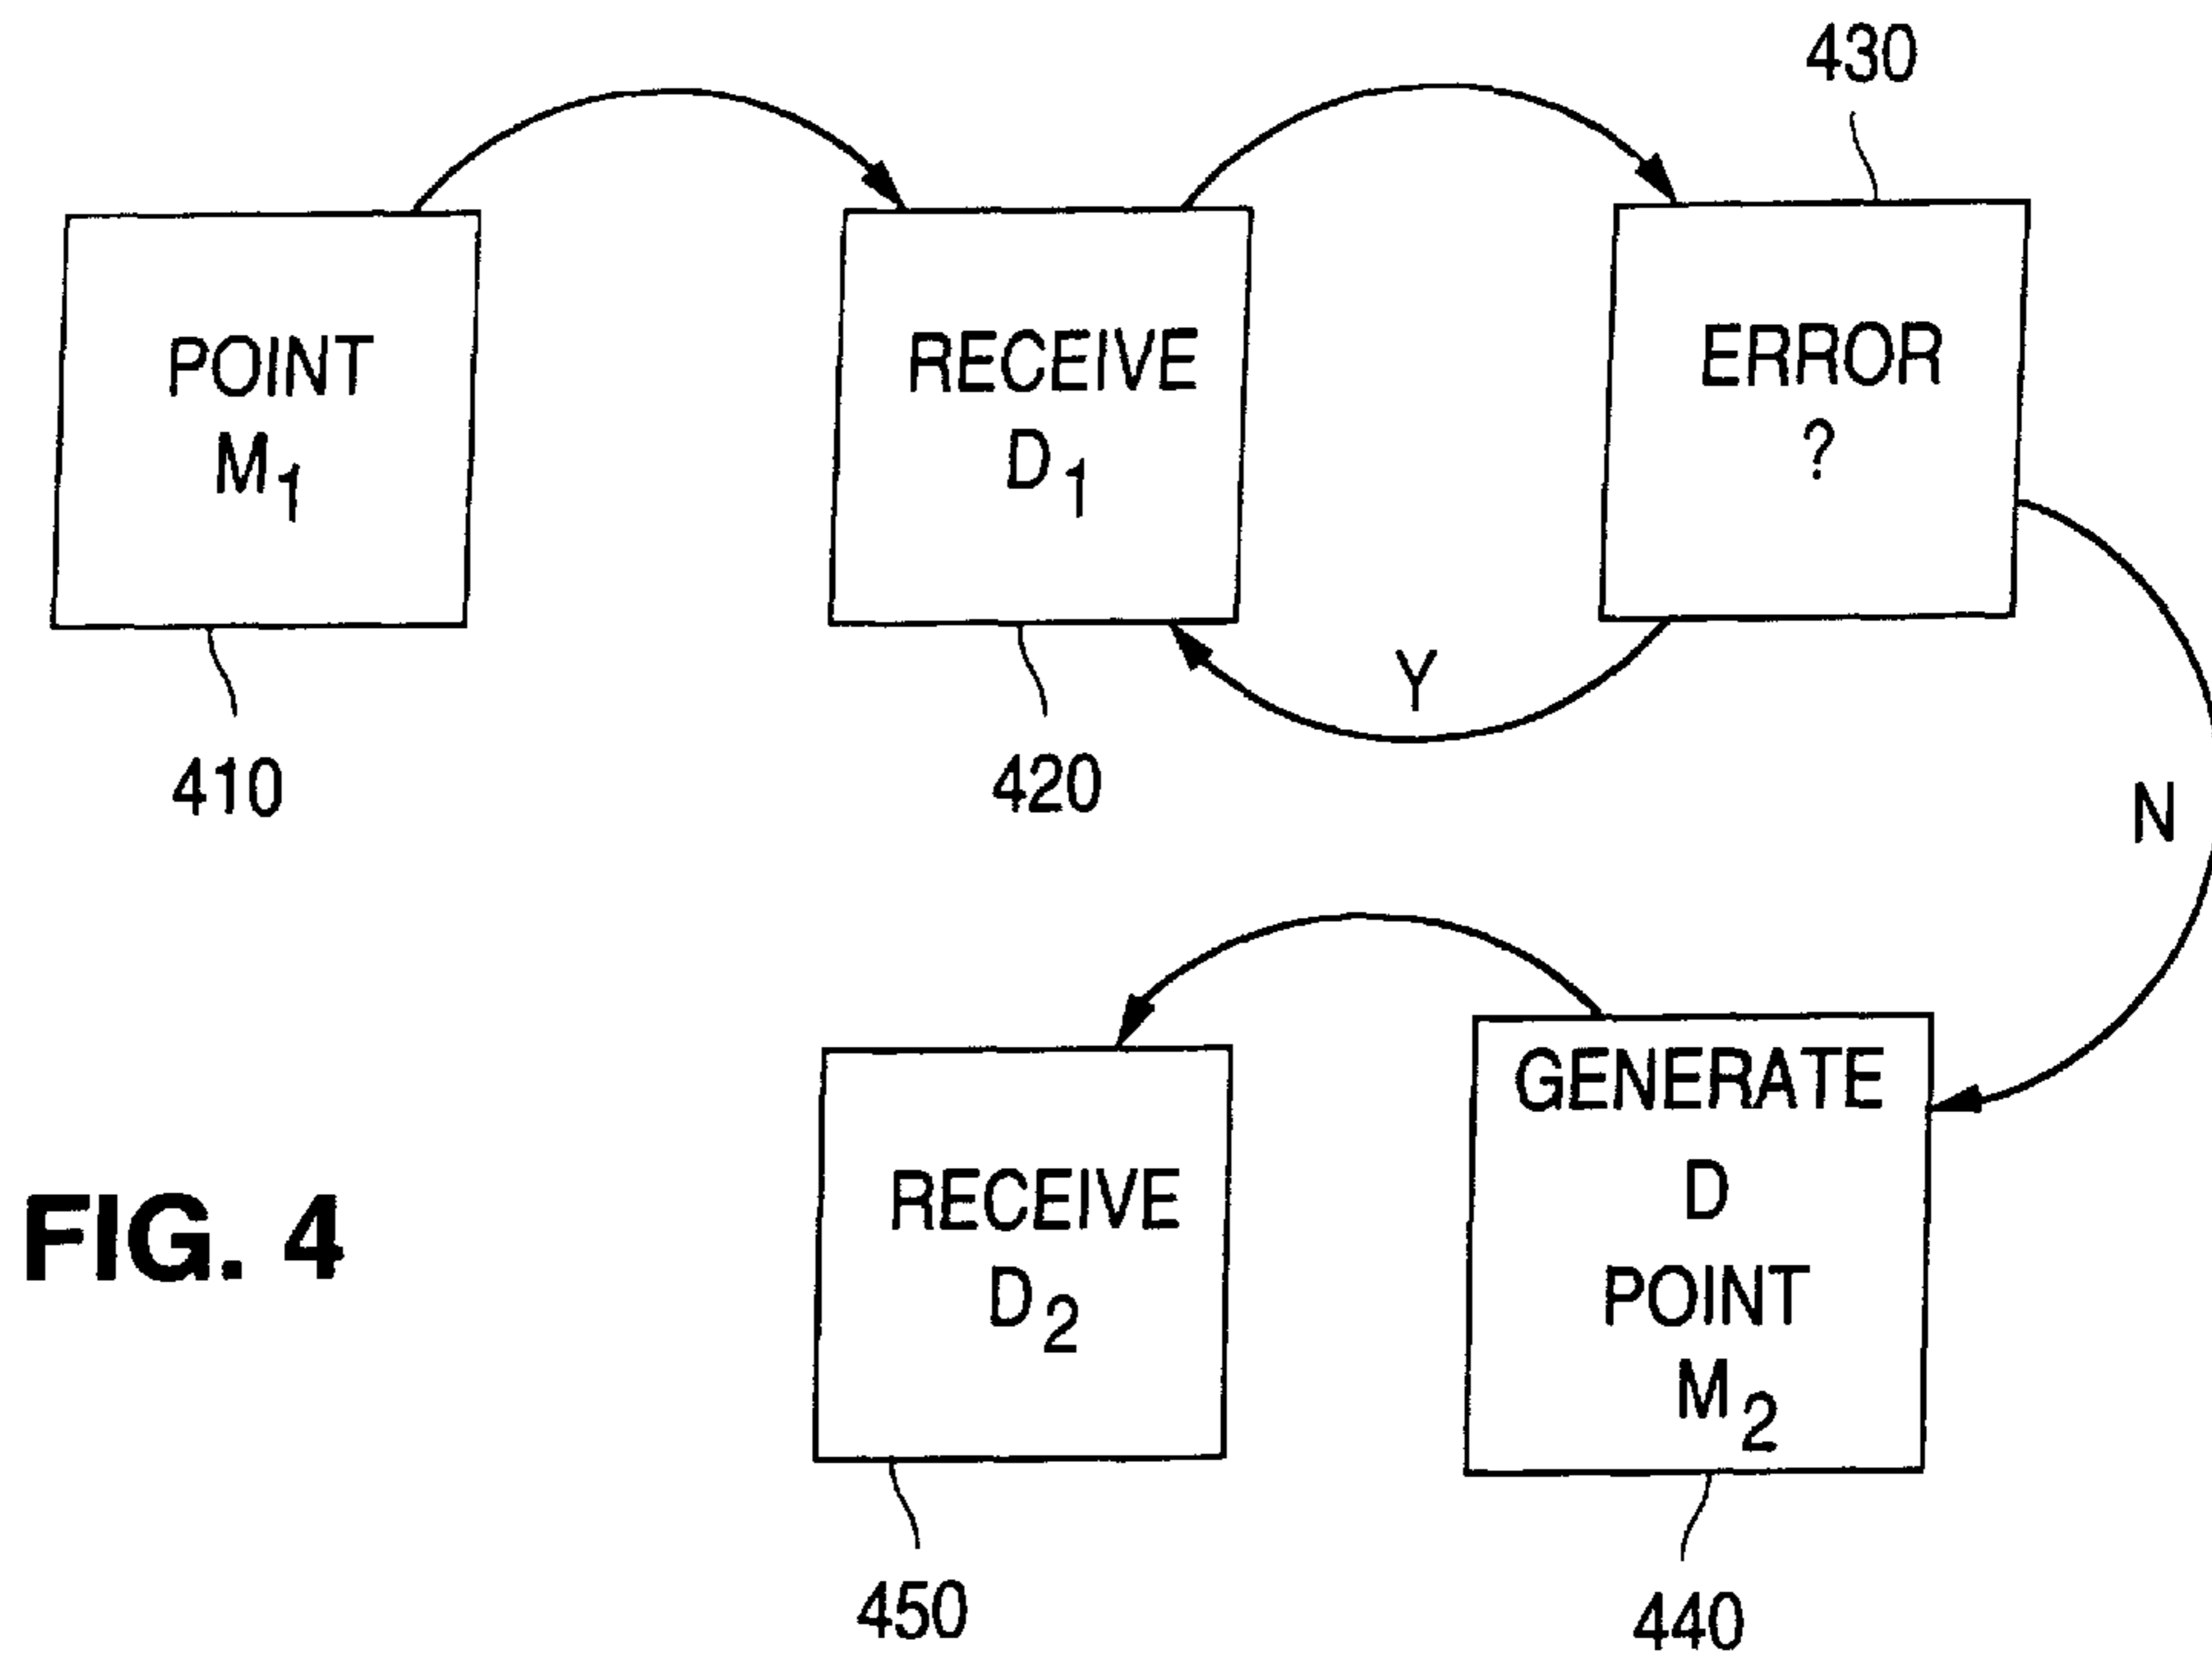 430
POINT
M1
RECEIVE
D1
ERROR
?
Y
410
420
N
GENERATE
D
POINT
M2
RECEIVE
D2
FIG. 4
450
440